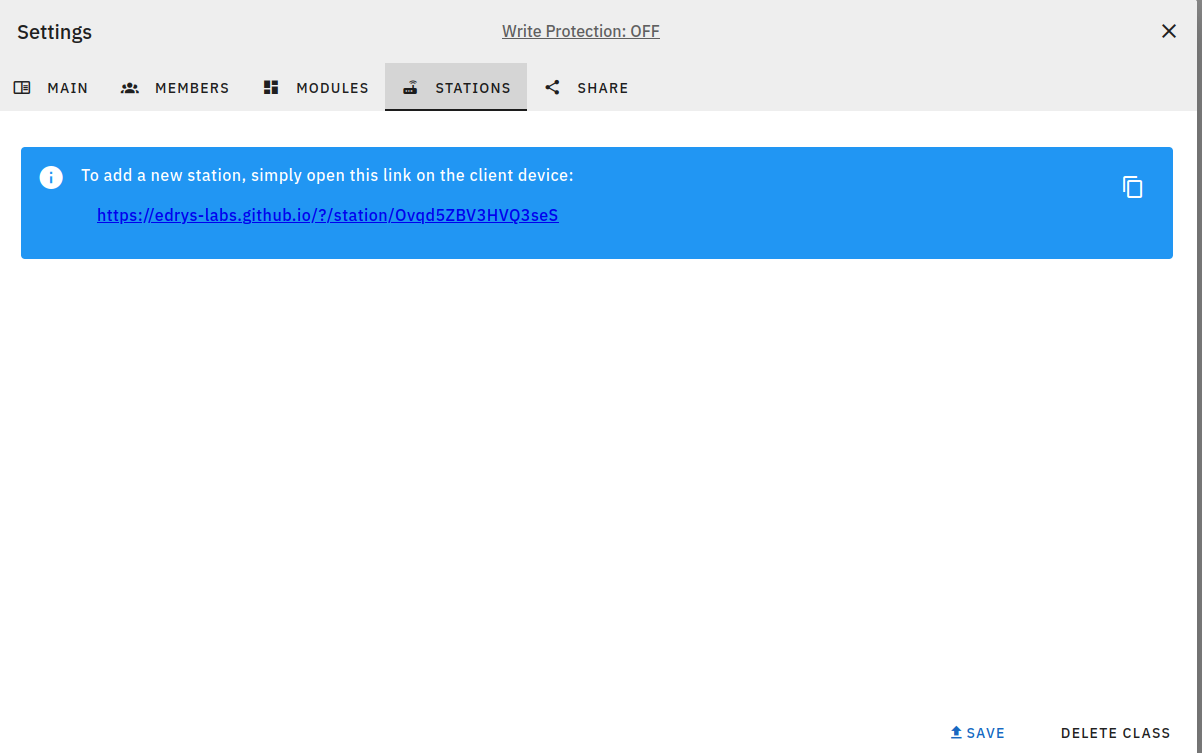 Settings
Write Protection: OFF
MAIN
MEMBERS
MODULES
STATIONS
SHARE
To add a new station, simply open this link on the client device:
https://edrys-labs.github.io/?/station/Ovqd5ZBV3HVQ3seS
SAVE
DELETE CLASS